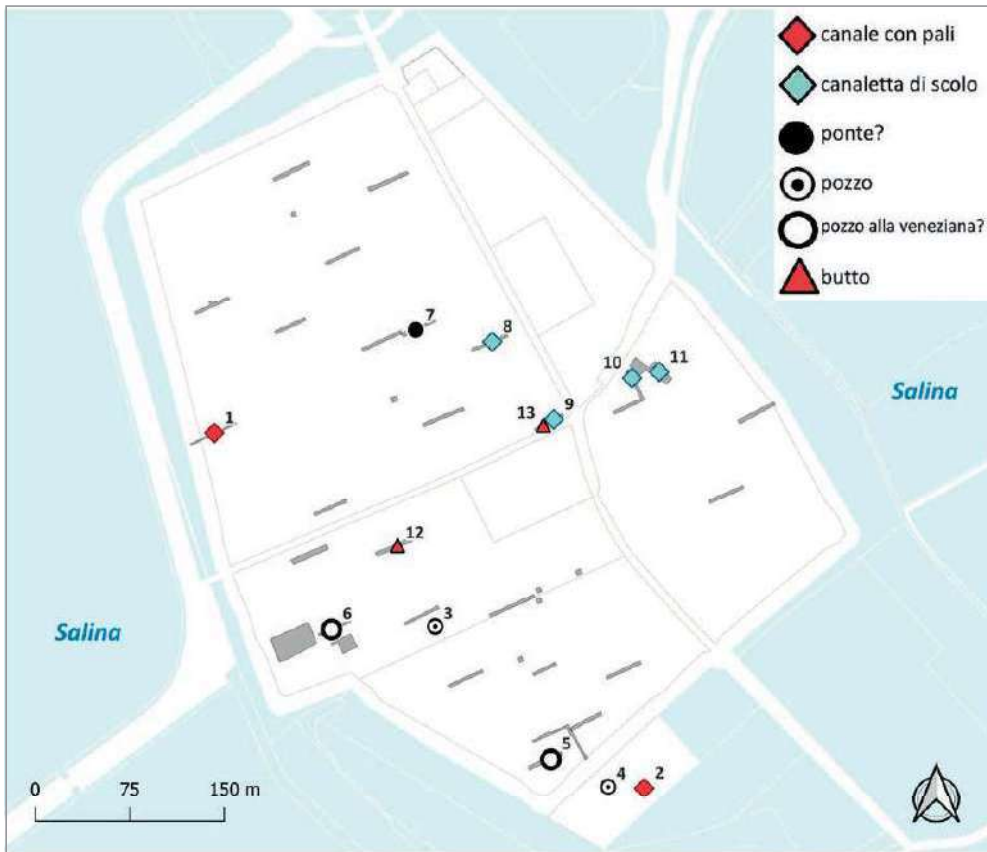 canale con pali
canaletta di scolo
ponte?
pozzo
pozzo alla veneziana?
butto
7
8
10
11
Salina
1
13
9
12
6
3
Salina
5
4
2
0
75
150 m